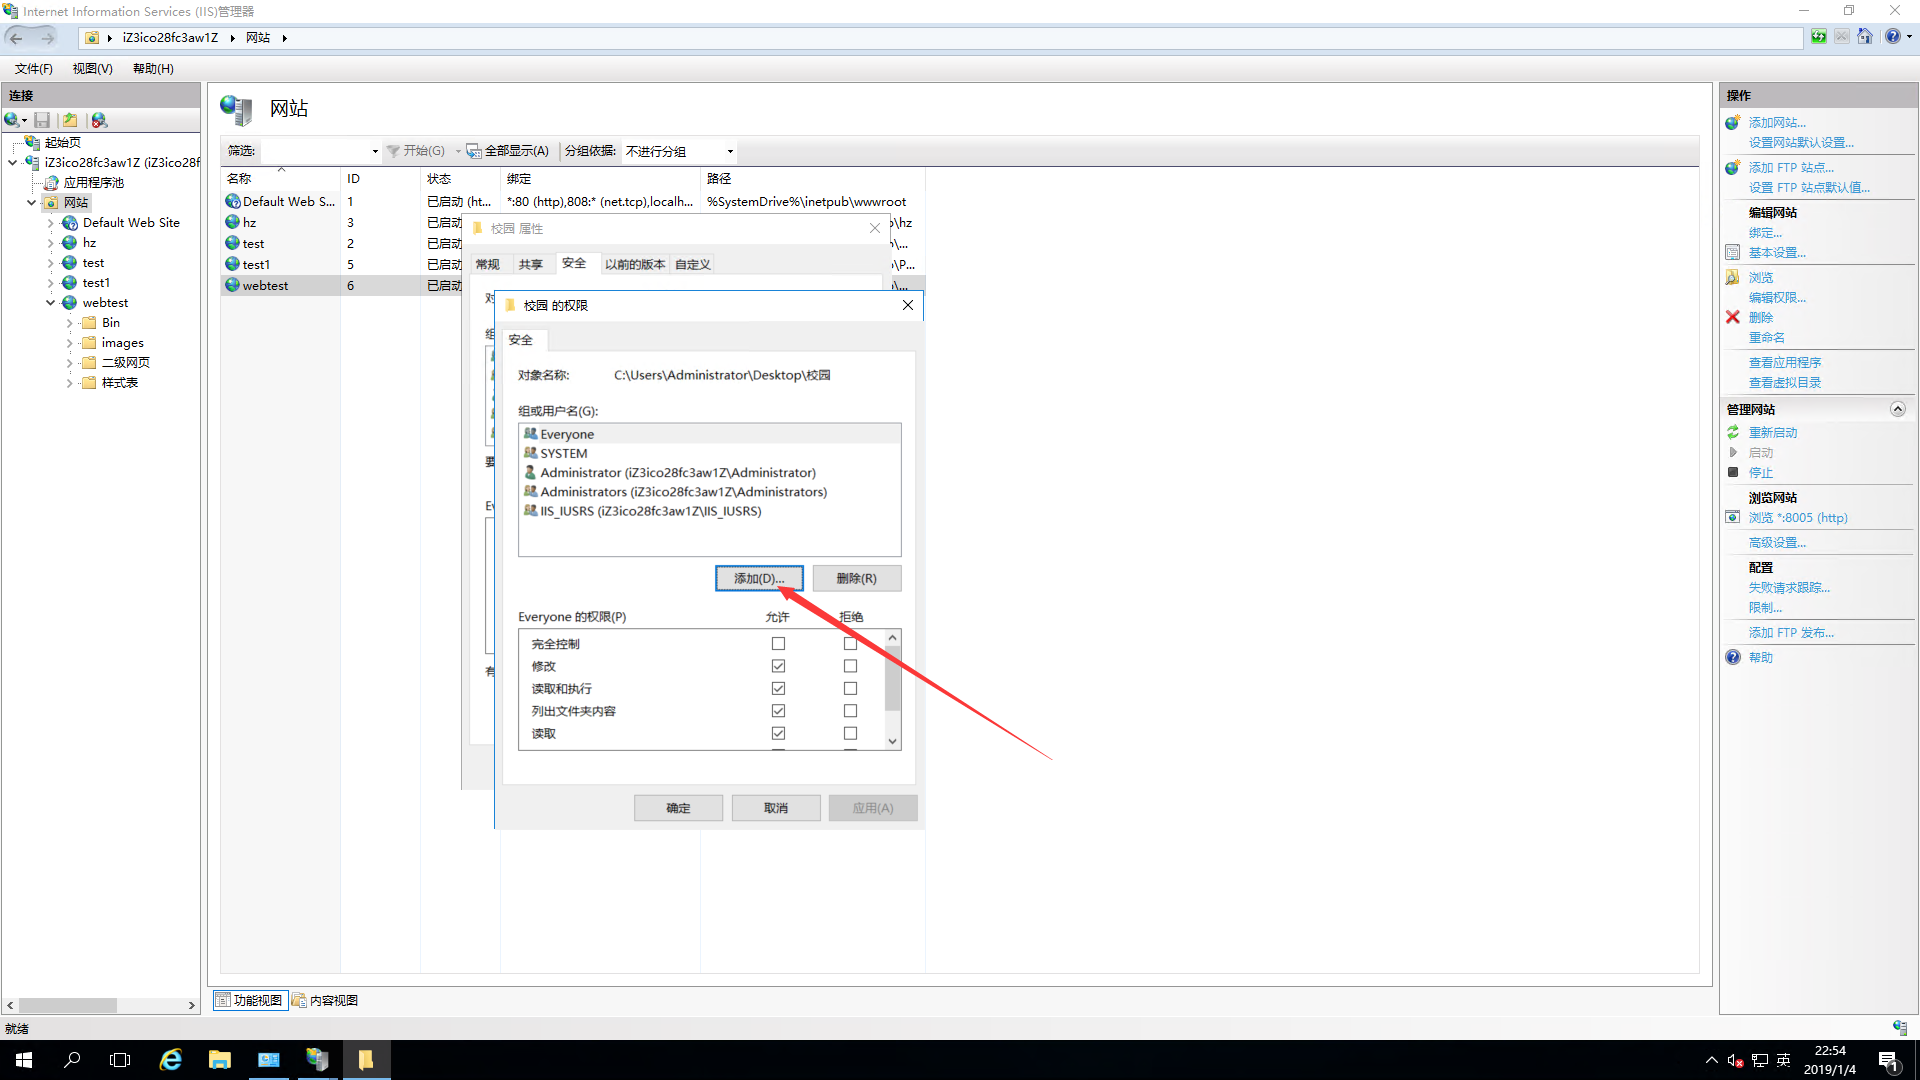 Internet Information Services (IIS)管理器
iZ3ico28fc3aw1Z
网站
文件(F)
视图(V)
帮助(H)
连接
起始页
iZ3ico28fc3aw1Z (iZ3ico28f
应用程序池
网站
Default Web Site
hz
test
test1
webtest
Bin
images
二级网页
样式表
网站
筛选:
开始(G)
全部显示(A)
分组依据:
不进行分组
名称
ID
状态
绑定
路径
Default Web S...
1
已启动 (ht...
*:80 (http),808:* (net.tcp),localh...
%SystemDrive%\inetpub\wwwroot
hz
3
已启动
\hz
test
2
已启动
\...
test1
5
已启动
\P...
webtest
6
已启动
\...
校园 属性
常规
共享
安全
以前的版本
自定义
校园 的权限
安全
对象名称:
C:\Users\Administrator\Desktop\校园
组或用户名(G):
Everyone
SYSTEM
Administrator (iZ3ico28fc3aw1Z\Administrator)
Administrators (iZ3ico28fc3aw1Z\Administrators)
IIS_IUSRS (iZ3ico28fc3aw1Z\IIS_IUSRS)
要
有
添加(D)...
删除(R)
Everyone 的权限(P)
允许
拒绝
完全控制
修改
读取和执行
列出文件夹内容
读取
确定
取消
应用(A)
功能视图
内容视图
操作
添加网站...
设置网站默认设置...
添加 FTP 站点...
设置 FTP 站点默认值...
编辑网站
绑定...
基本设置...
浏览
编辑权限...
删除
重命名
查看应用程序
查看虚拟目录
管理网站
重新启动
启动
停止
浏览网站
浏览 *:8005 (http)
高级设置...
配置
失败请求跟踪...
限制...
添加 FTP 发布...
帮助
就绪
英
22:54
2019/1/4
1